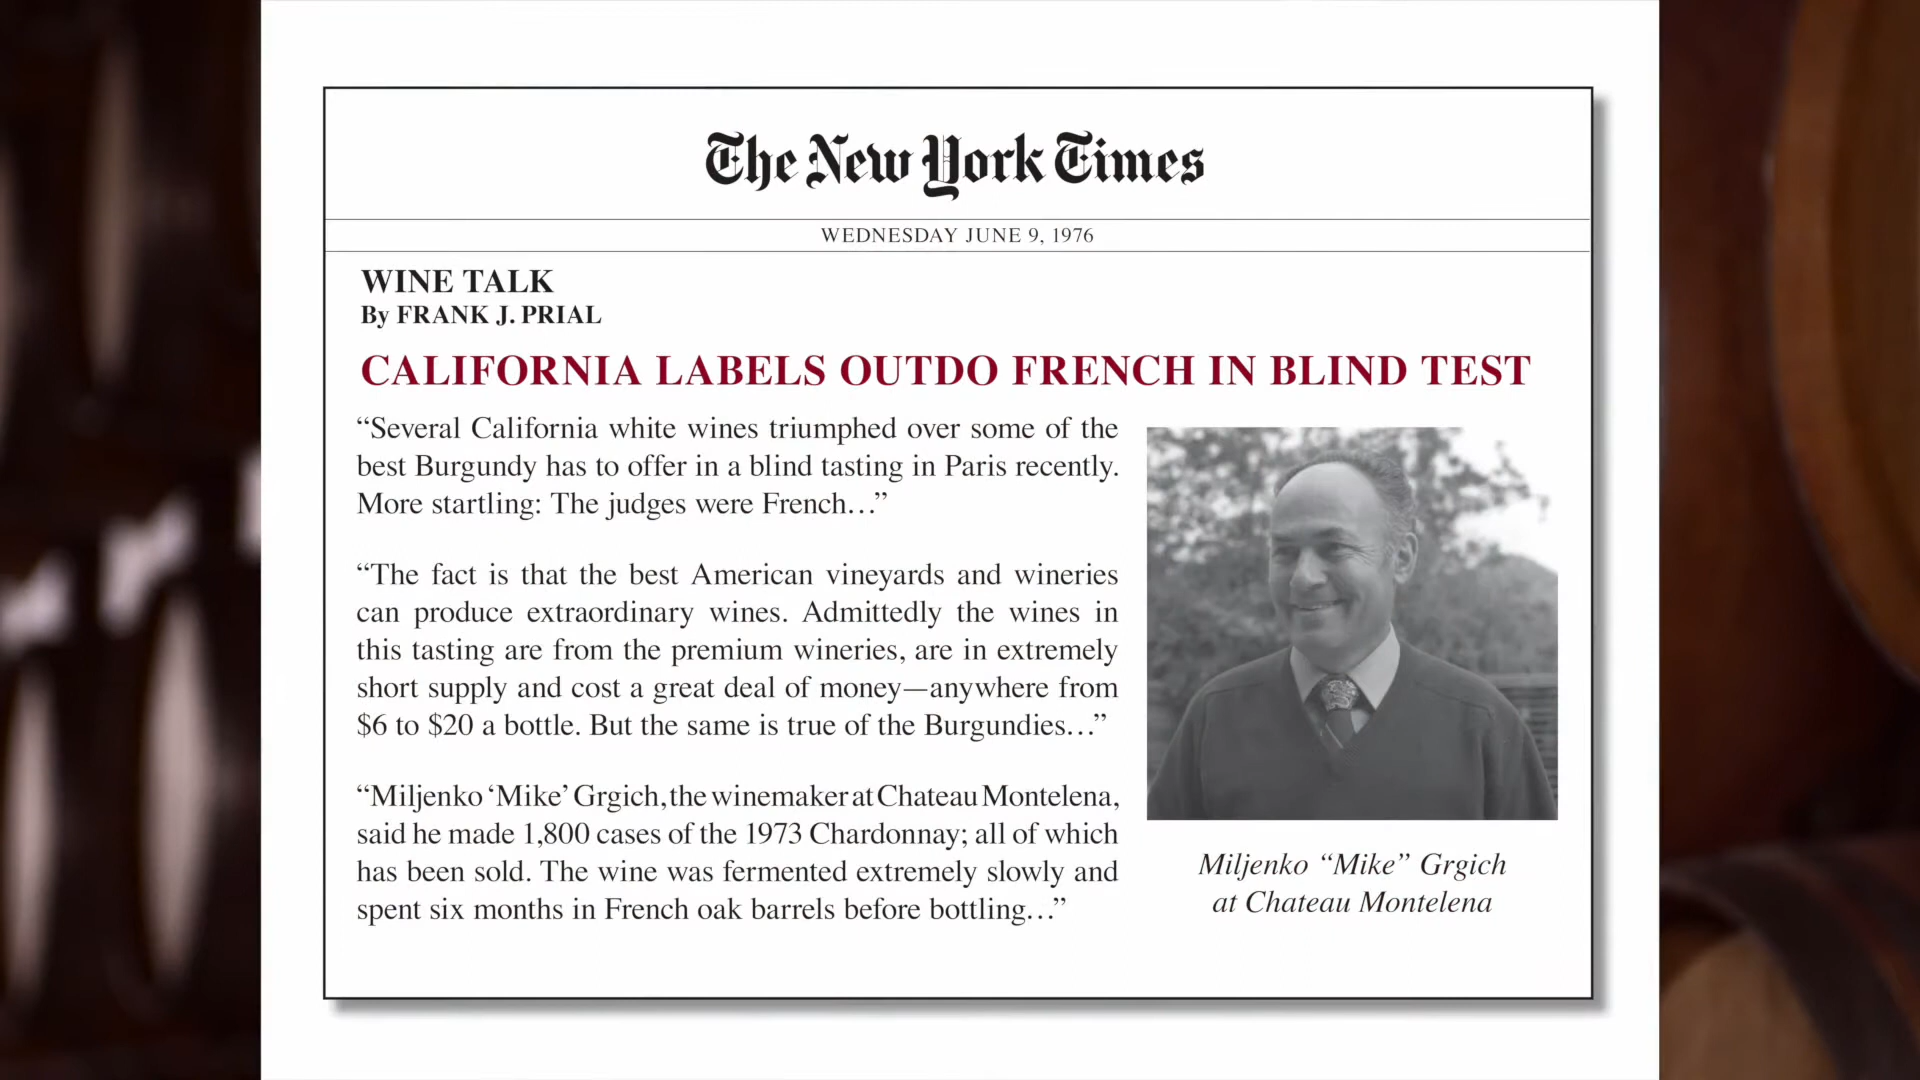 The New York Times
WEDNESDAY JUNE 9, 1976
WINE TALK
By FRANK J. PRIAL
CALIFORNIA LABELS OUTDO FRENCH IN BLIND TEST
“Several California white wines triumphed over some of the
best Burgundy has to offer in a blind tasting in Paris recently.
More startling: The judges were French…”
“The fact is that the best American vineyards and wineries
can produce extraordinary wines. Admittedly the wines in
this tasting are from the premium wineries, are in extremely
short supply and cost a great deal of money—anywhere from
$6 to $20 a bottle. But the same is true of the Burgundies…”
“Miljenko ‘Mike’ Grgich, the winemaker at Chateau Montelena,
said he made 1,800 cases of the 1973 Chardonnay; all of which
has been sold. The wine was fermented extremely slowly and
spent six months in French oak barrels before bottling…”
Miljenko “Mike” Grgich
at Chateau Montelena